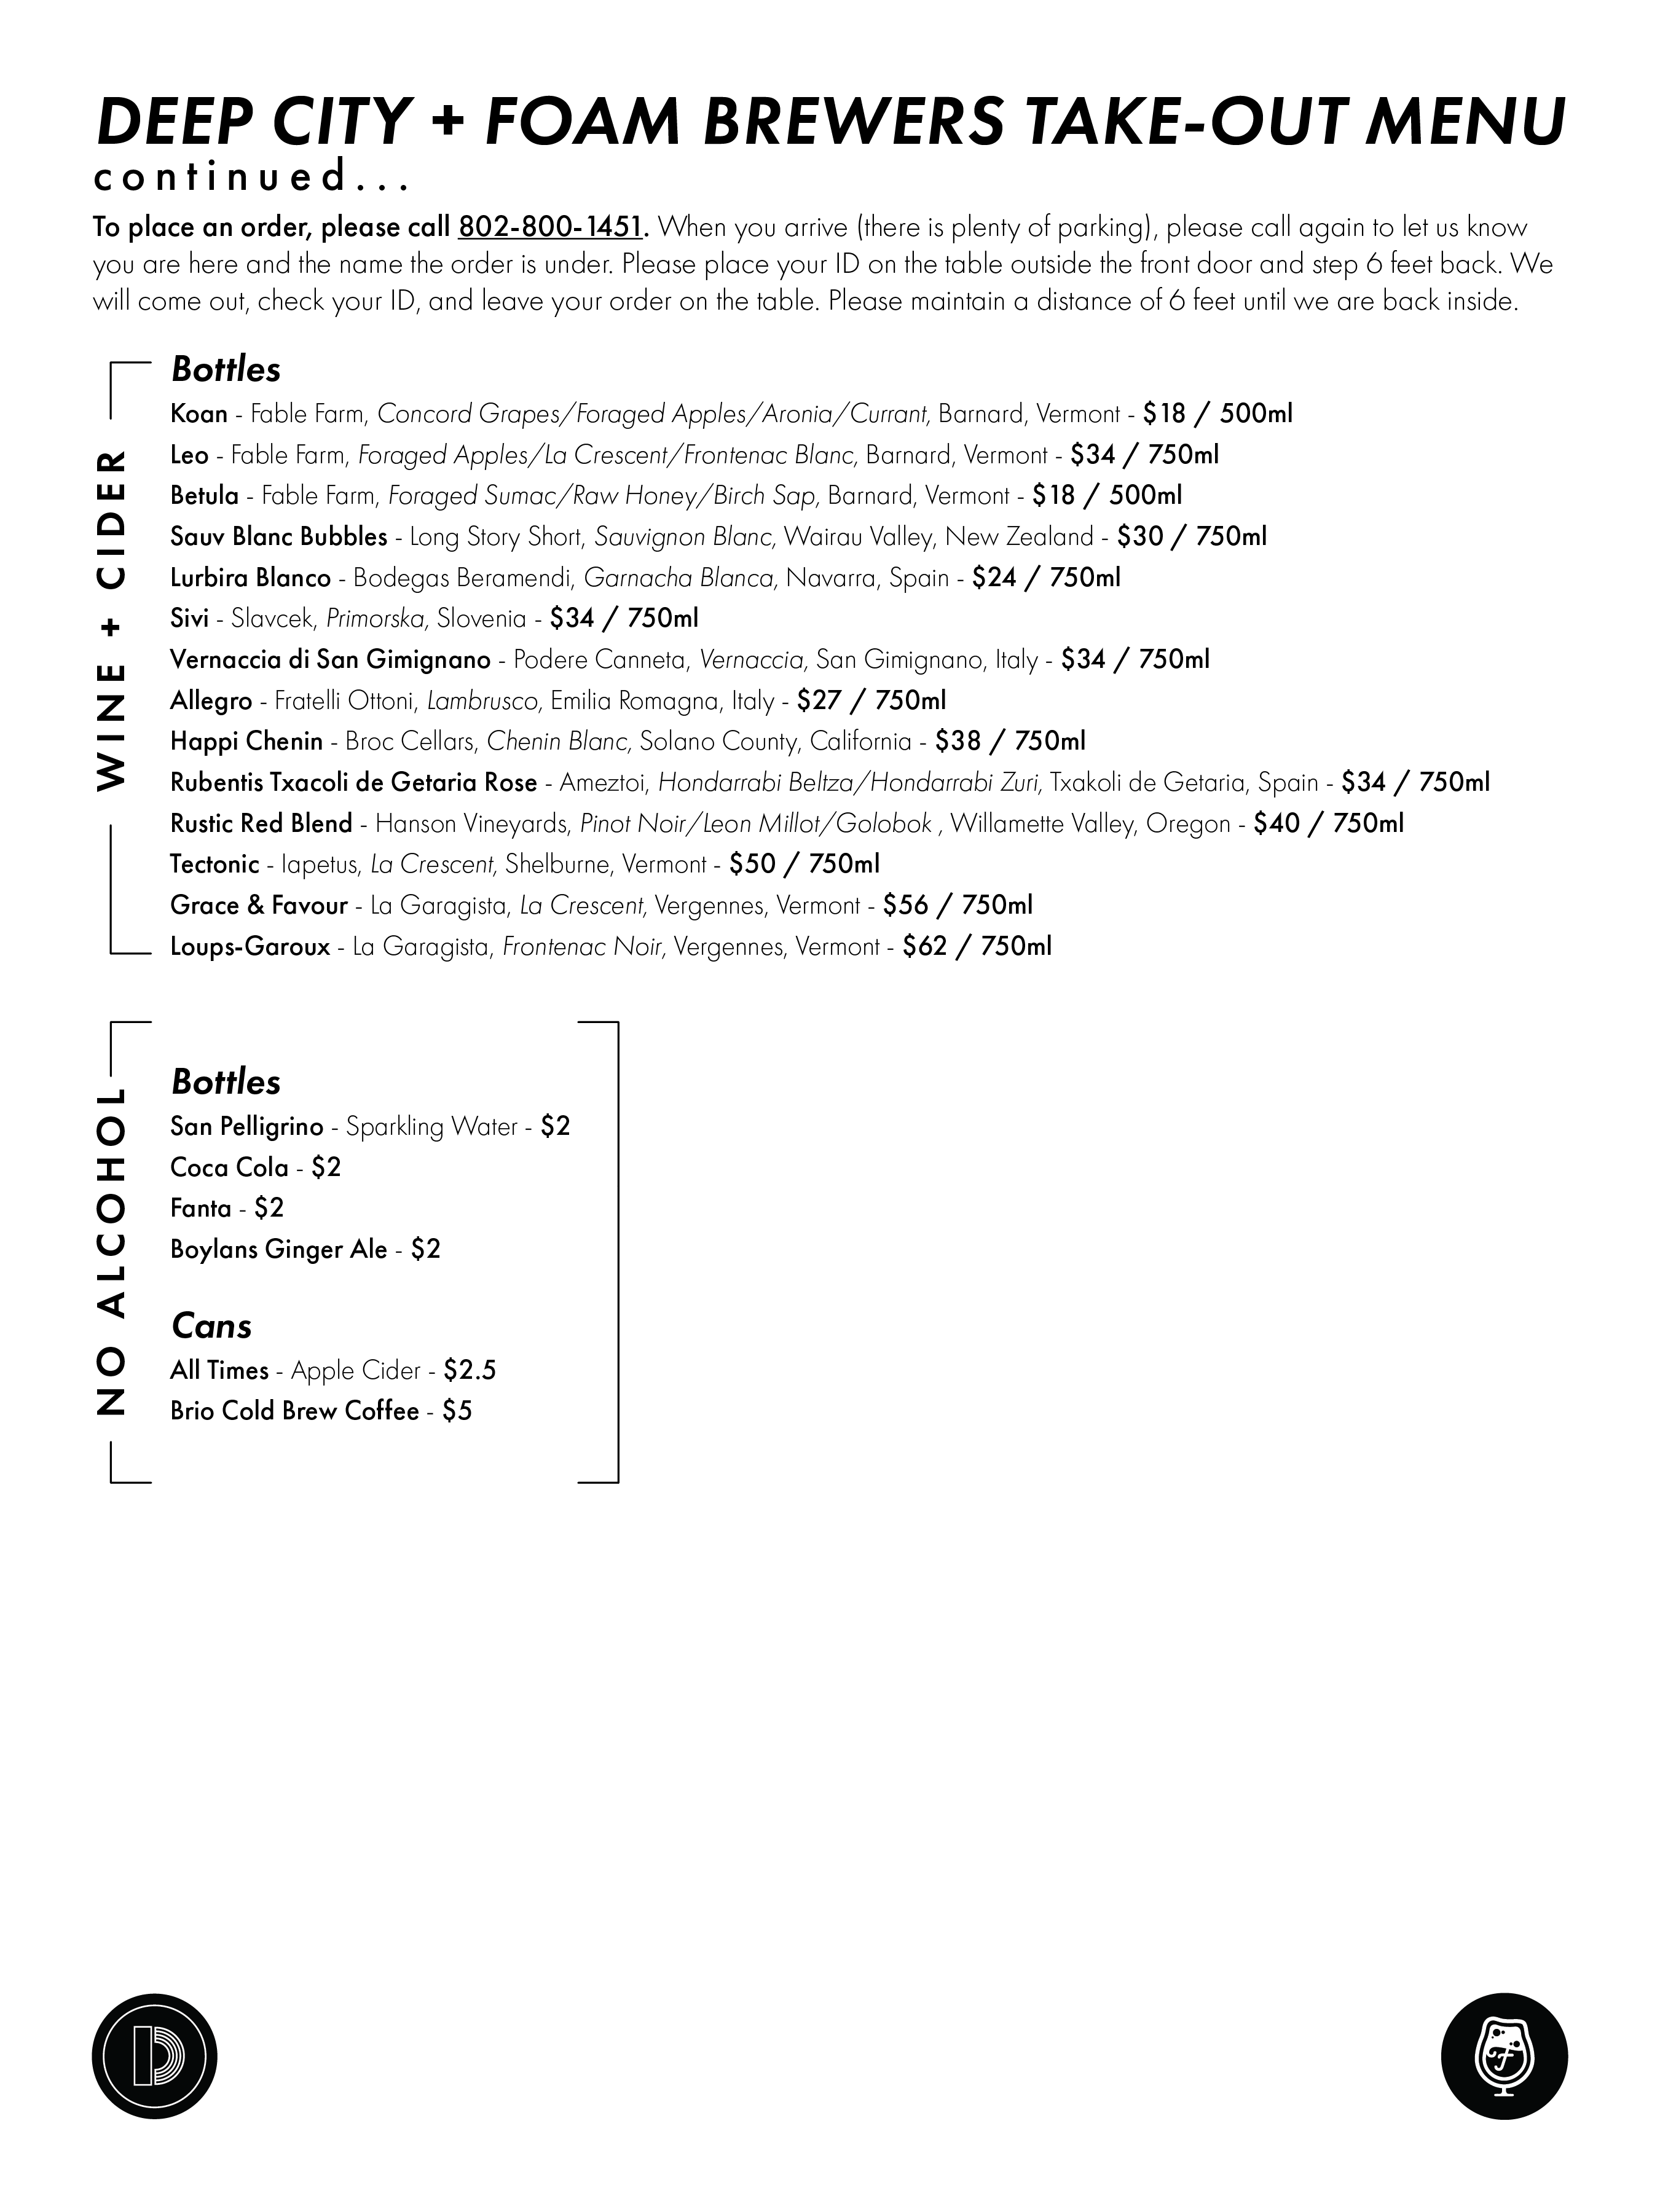 DEEP CITY + FOAM BREWERS TAKE-OUT MENU
continued...
To place an order, please call 802-800-1451. When you arrive (there is plenty of parking), please call again to let us know
you are here and the name the order is under. Please place your ID on the table outside the front door and step 6 feet back. We
will come out, check your ID, and leave your order on the table. Please maintain a distance of 6 feet until we are back inside.
WINE + CIDER
Bottles
Koan - Fable Farm, Concord Grapes/Foraged Apples/Aronia/Currant, Barnard, Vermont - $18 / 500ml
Leo - Fable Farm, Foraged Apples/La Crescent/Frontenac Blanc, Barnard, Vermont - $34 / 750ml
Betula - Fable Farm, Foraged Sumac/Raw Honey/Birch Sap, Barnard, Vermont - $18 / 500ml
Sauv Blanc Bubbles - Long Story Short, Sauvignon Blanc, Wairau Valley, New Zealand - $30 / 750ml
Lurbira Blanco - Bodegas Beramendi, Garnacha Blanca, Navarra, Spain - $24 / 750ml
Sivi - Slavcek, Primorska, Slovenia - $34 / 750ml
Vernaccia di San Gimignano - Podere Canneta, Vernaccia, San Gimignano, Italy - $34 / 750ml
Allegro - Fratelli Ottoni, Lambrusco, Emilia Romagna, Italy - $27 / 750ml
Happi Chenin - Broc Cellars, Chenin Blanc, Solano County, California - $38 / 750ml
Rubentis Txacoli de Getaria Rose - Ameztoi, Hondarrabi Beltza/Hondarrabi Zuri, Txakoli de Getaria, Spain - $34 / 750ml
Rustic Red Blend - Hanson Vineyards, Pinot Noir/Leon Millot/Golobok , Willamette Valley, Oregon - $40 / 750ml
Tectonic - Iapetus, La Crescent, Shelburne, Vermont - $50 / 750ml
Grace & Favour - La Garagista, La Crescent, Vergennes, Vermont - $56 / 750ml
Loups-Garoux - La Garagista, Frontenac Noir, Vergennes, Vermont - $62 / 750ml
NO ALCOHOL
Bottles
San Pelligrino - Sparkling Water - $2
Coca Cola - $2
Fanta - $2
Boylans Ginger Ale - $2
Cans
All Times - Apple Cider - $2.5
Brio Cold Brew Coffee - $5
D
F